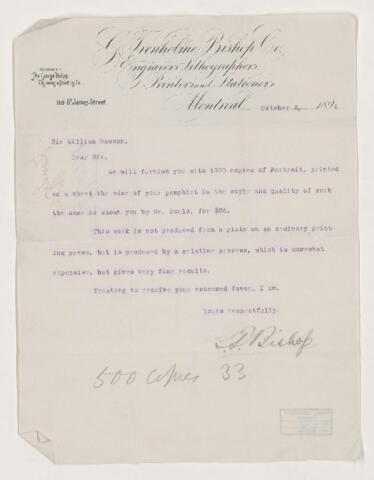 G. Trenholme Bishop Co.
Engravers, Lithographers,
Printers and Stationers
The George Bishop
Engraving & Printing Co.
169 St. James Street.
Montreal October 3, 189
Sir William Dawson,
Dear Sir.
We will furnish you with 1000 copies of Portrait, printed
on a sheet the size of your pamphlet in the style and quality of work
the same as shown you by Mr. Dould, for $50.
This work is not produced from a plate on an ordinary print-
ing press, but is produced by a gelatine process, which is somewhat
expensive, but gives very fine results.
Trusting to receive your esteemed favor, I am.
Yours respectfully.
Bishop
500 copies 33